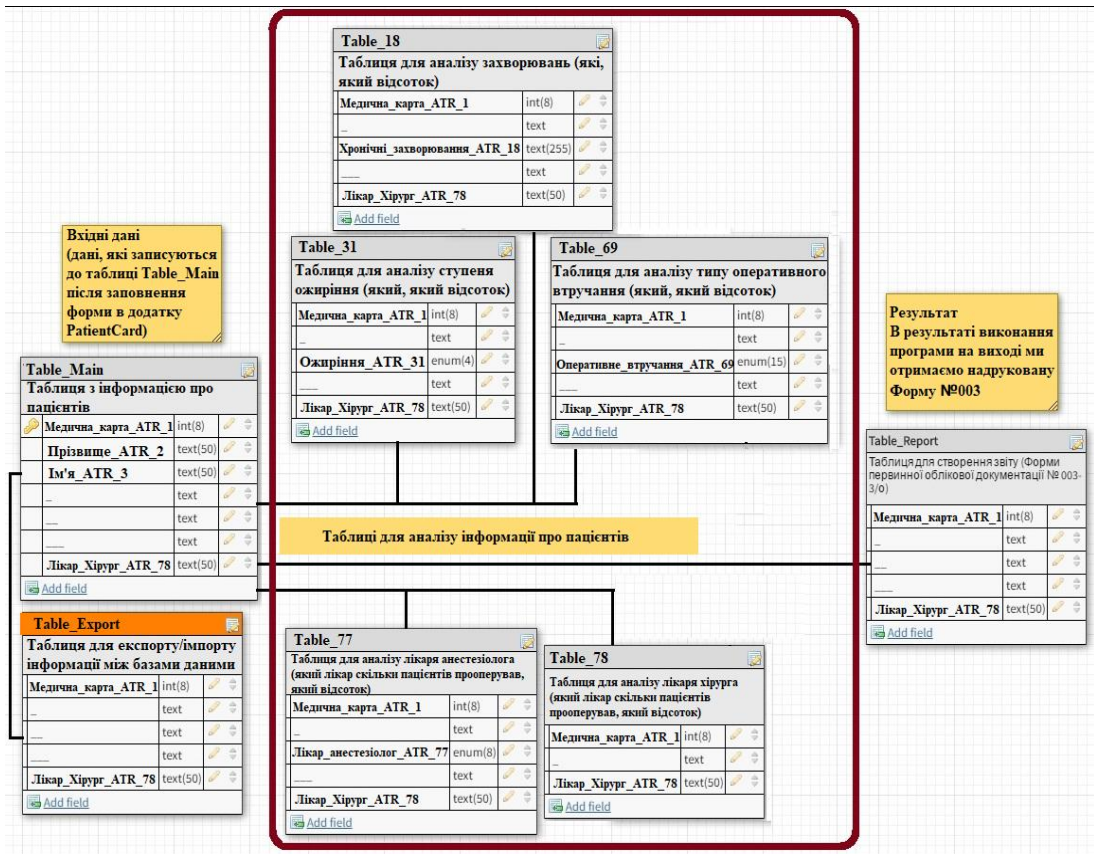 Table_18
Таблиця для аналізу захворювань (які,
який відсоток)
Медична_карта_ATR_1 int(8)
_ text
Хронічні_захворювання_ATR_18 text(255)
___ text
Лікар_Хірург_ATR_78 text(50)
Add field
Вхідні дані
(дані, які записуються
до таблиці Table_Main
після заповнення
форми в додатку
PatientCard)
Table_31
Таблиця для аналізу ступеня
ожиріння (який, який відсоток)
Медична_карта_ATR_1 int(8)
_ text
Ожиріння_ATR_31 enum(4)
___ text
Лікар_Хірург_ATR_78 text(50)
Add field
Table_69
Таблиця для аналізу типу оперативного
втручання (який, який відсоток)
Медична_карта_ATR_1 int(8)
_ text
Оперативне_втручання_ATR_69 enum(15)
___ text
Лікар_Хірург_ATR_78 text(50)
Add field
Результат
В результаті виконання
програми на виході ми
отримаємо надруковану
Форму №003
Table_Main
Таблиця з інформацією про
пацієнтів
Медична_карта_ATR_1 int(8)
Прізвище_ATR_2 text(50)
Ім'я_ATR_3 text(50)
_ text
__ text
___ text
Лікар_Хірург_ATR_78 text(50)
Add field
Таблиці для аналізу інформації про пацієнтів
Table_Report
Таблиця для створення звіту (Форми
первинної облікової документації № 003-
3/о)
Медична_карта_ATR_1 int(8)
_ text
__ text
___ text
Лікар_Хірург_ATR_78 text(50)
Add field
Table_Export
Таблиця для експорту/імпорту
інформації між базами даними
Медична_карта_ATR_1 int(8)
_ text
__ text
___ text
Лікар_Хірург_ATR_78 text(50)
Add field
Table_77
Таблиця для аналізу лікаря анестезіолога
(який лікар скільки пацієнтів прооперував,
який відсоток)
Медична_карта_ATR_1 int(8)
_ text
Лікар_анестезіолог_ATR_77 enum(8)
___ text
Лікар_Хірург_ATR_78 text(50)
Add field
Table_78
Таблиця для аналізу лікаря хірурга
(який лікар скільки пацієнтів
прооперував, який відсоток)
Медична_карта_ATR_1 int(8)
_ text
Лікар_Хірург_ATR_78 text(50)
Add field